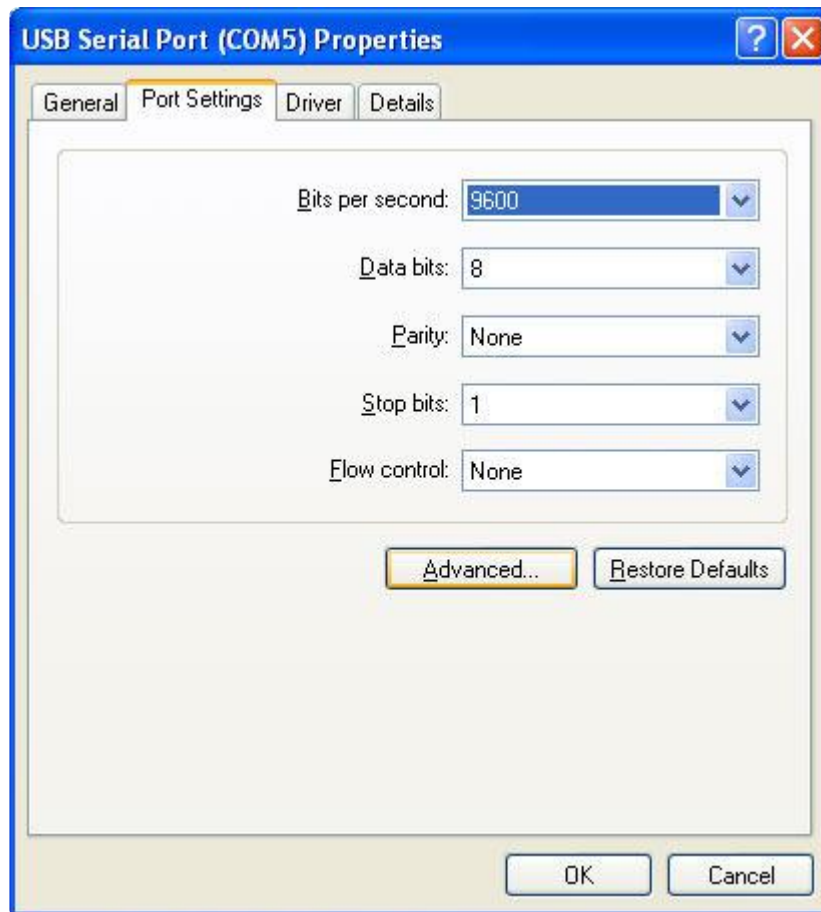 USB Serial Port (COM5) Properties
General Port Settings Driver Details
Bits per second: 9600
Data bits: 8
Parity: None
Stop bits: 1
Flow control: None
Advanced... Restore Defaults
OK Cancel